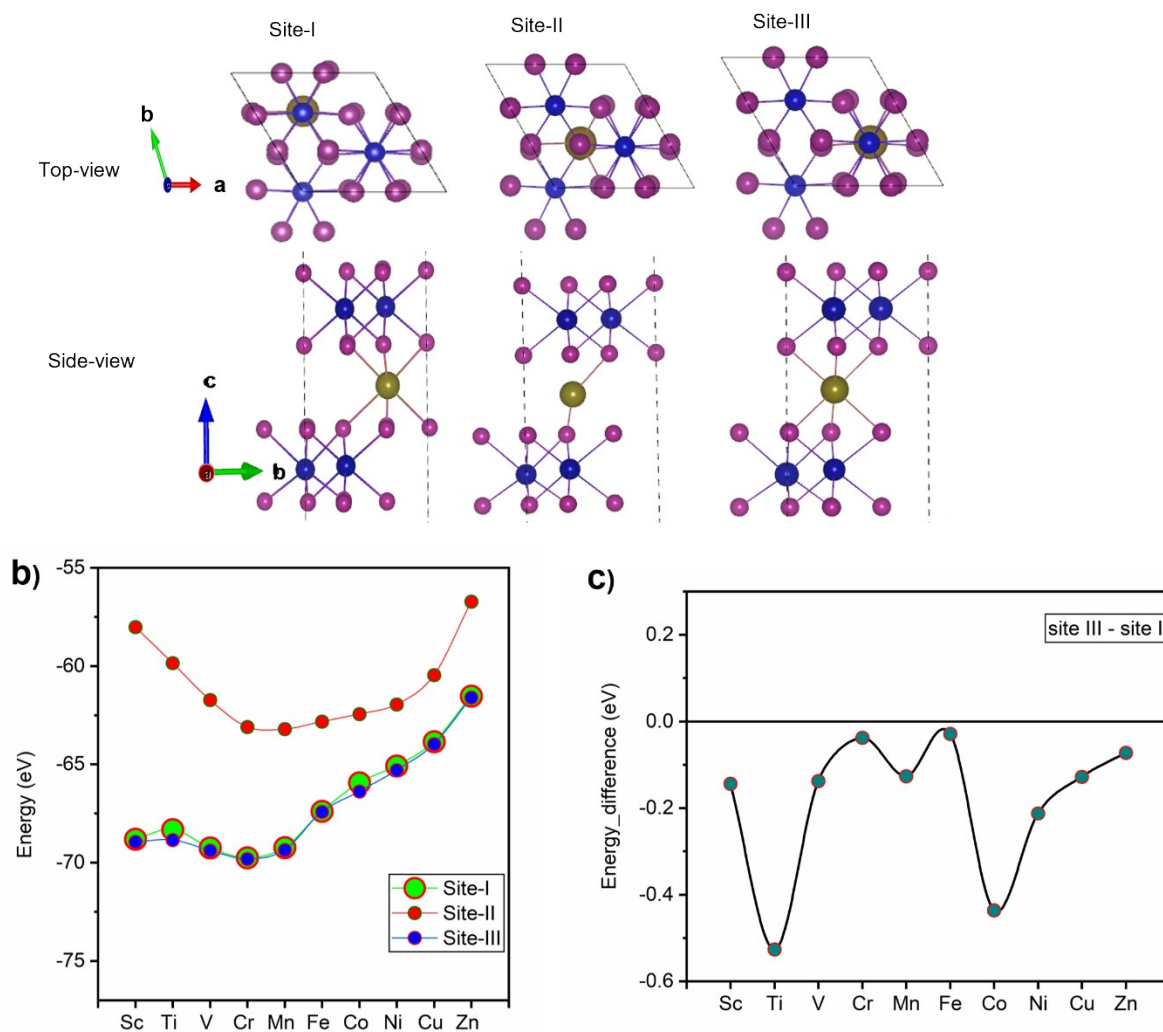 Site-I
Site-II
Site-III
b
a
Top-view
Side-view
c
a
b
b)
-55
-60
-65
-70
-75
Energy (eV)
Site-I
Site-II
Site-III
Sc Ti V Cr Mn Fe Co Ni Cu Zn
c)
site III - site I
0.2
0.0
-0.2
-0.4
-0.6
Energy_difference (eV)
Sc Ti V Cr Mn Fe Co Ni Cu Zn